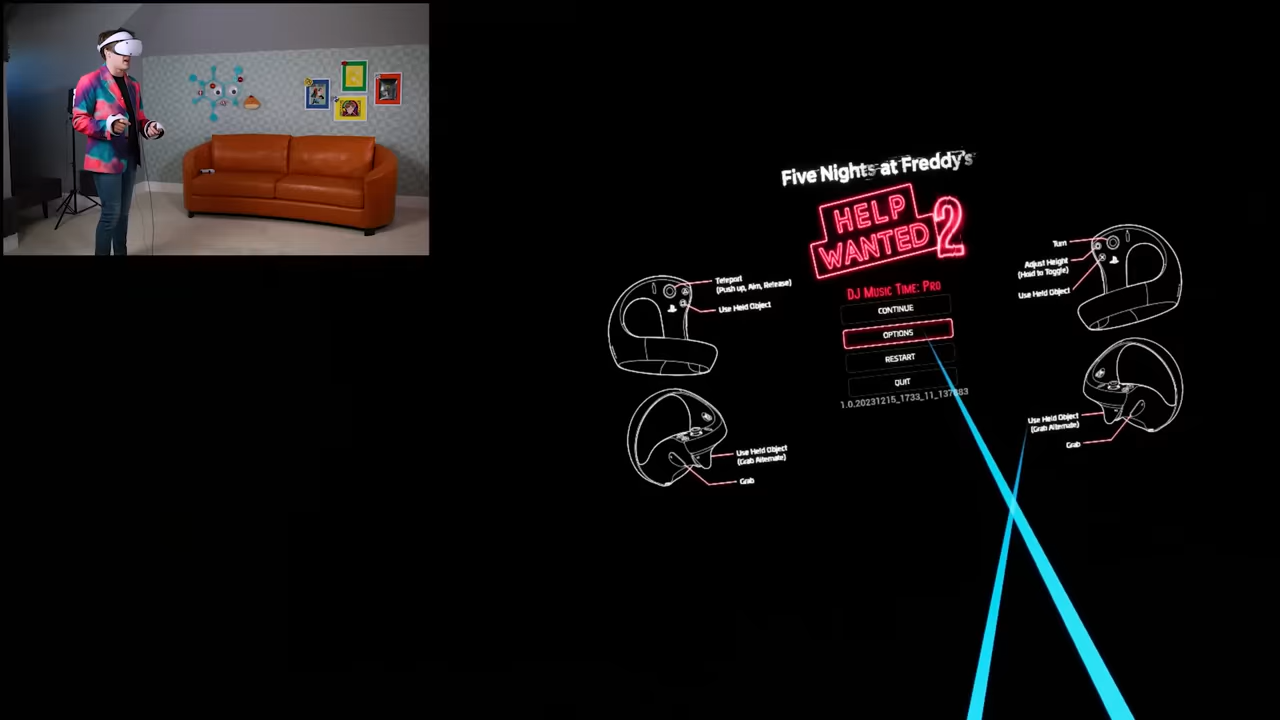 Five Nights at Freddy's
HELP
WANTED 2
DJ Music Time: Pro
CONTINUE
OPTIONS
RESTART
QUIT
Teleport
(Push up, Aim, Release)
Use Held Object
Use Held Object
(Grab Alternate)
Grab
Turn
Adjust Height
(Hold to Toggle)
Use Held Object
Use Held Object
(Grab Alternate)
Grab